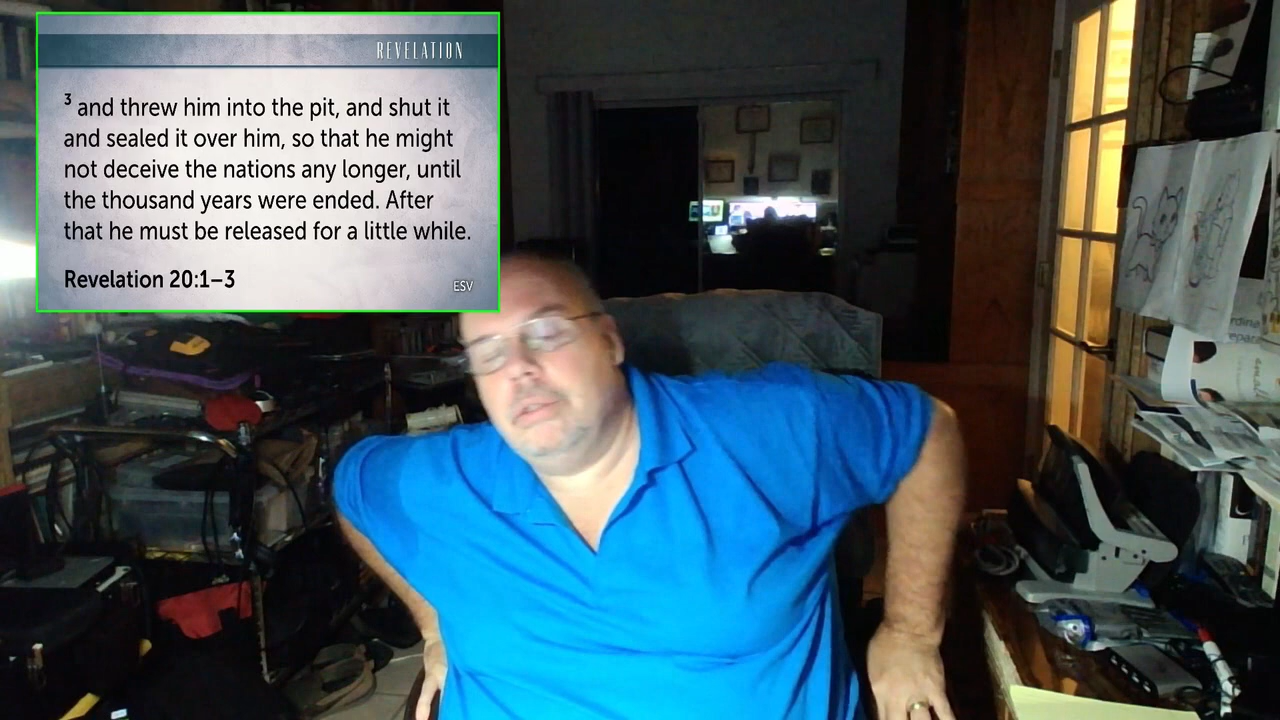 REVELATION
3 and threw him into the pit, and shut it
and sealed it over him, so that he might
not deceive the nations any longer, until
the thousand years were ended. After
that he must be released for a little while.
Revelation 20:1–3
ESV